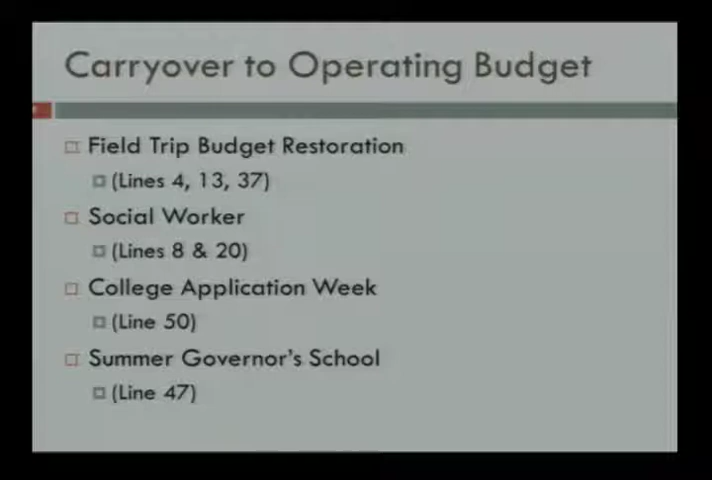 Carryover to Operating Budget
Field Trip Budget Restoration
(Lines 4, 13, 37)
Social Worker
(Lines 8 & 20)
College Application Week
(Line 50)
Summer Governor's School
(Line 47)